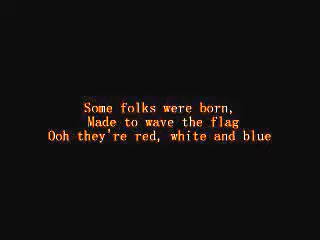 Some folks were born,
Made to wave the flag
Ooh they're red, white and blue